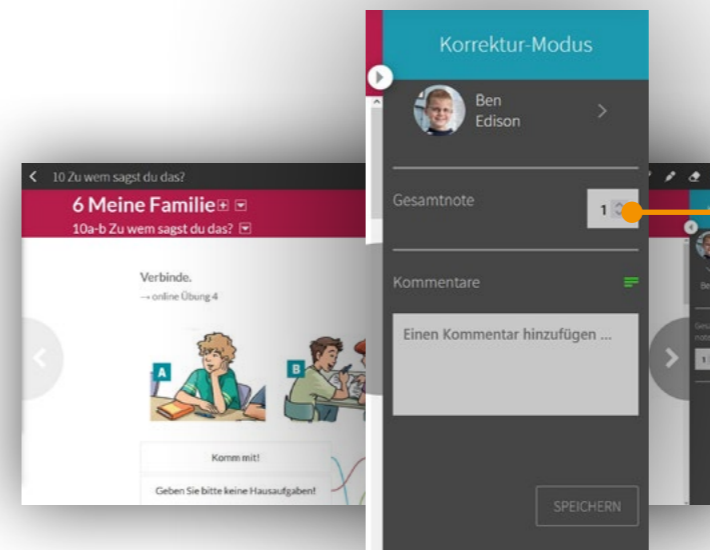 Korrektur-Modus
Ben
Edison
Gesamtnote
1
Kommentare
Einen Kommentar hinzufügen ...
SPEICHERN
10 Zu wem sagst du das?
6 Meine Familie
10a-b Zu wem sagst du das?
Verbinde.
→ online Übung 4
A
B
Komm mit!
Geben Sie bitte keine Hausaufgaben!
1